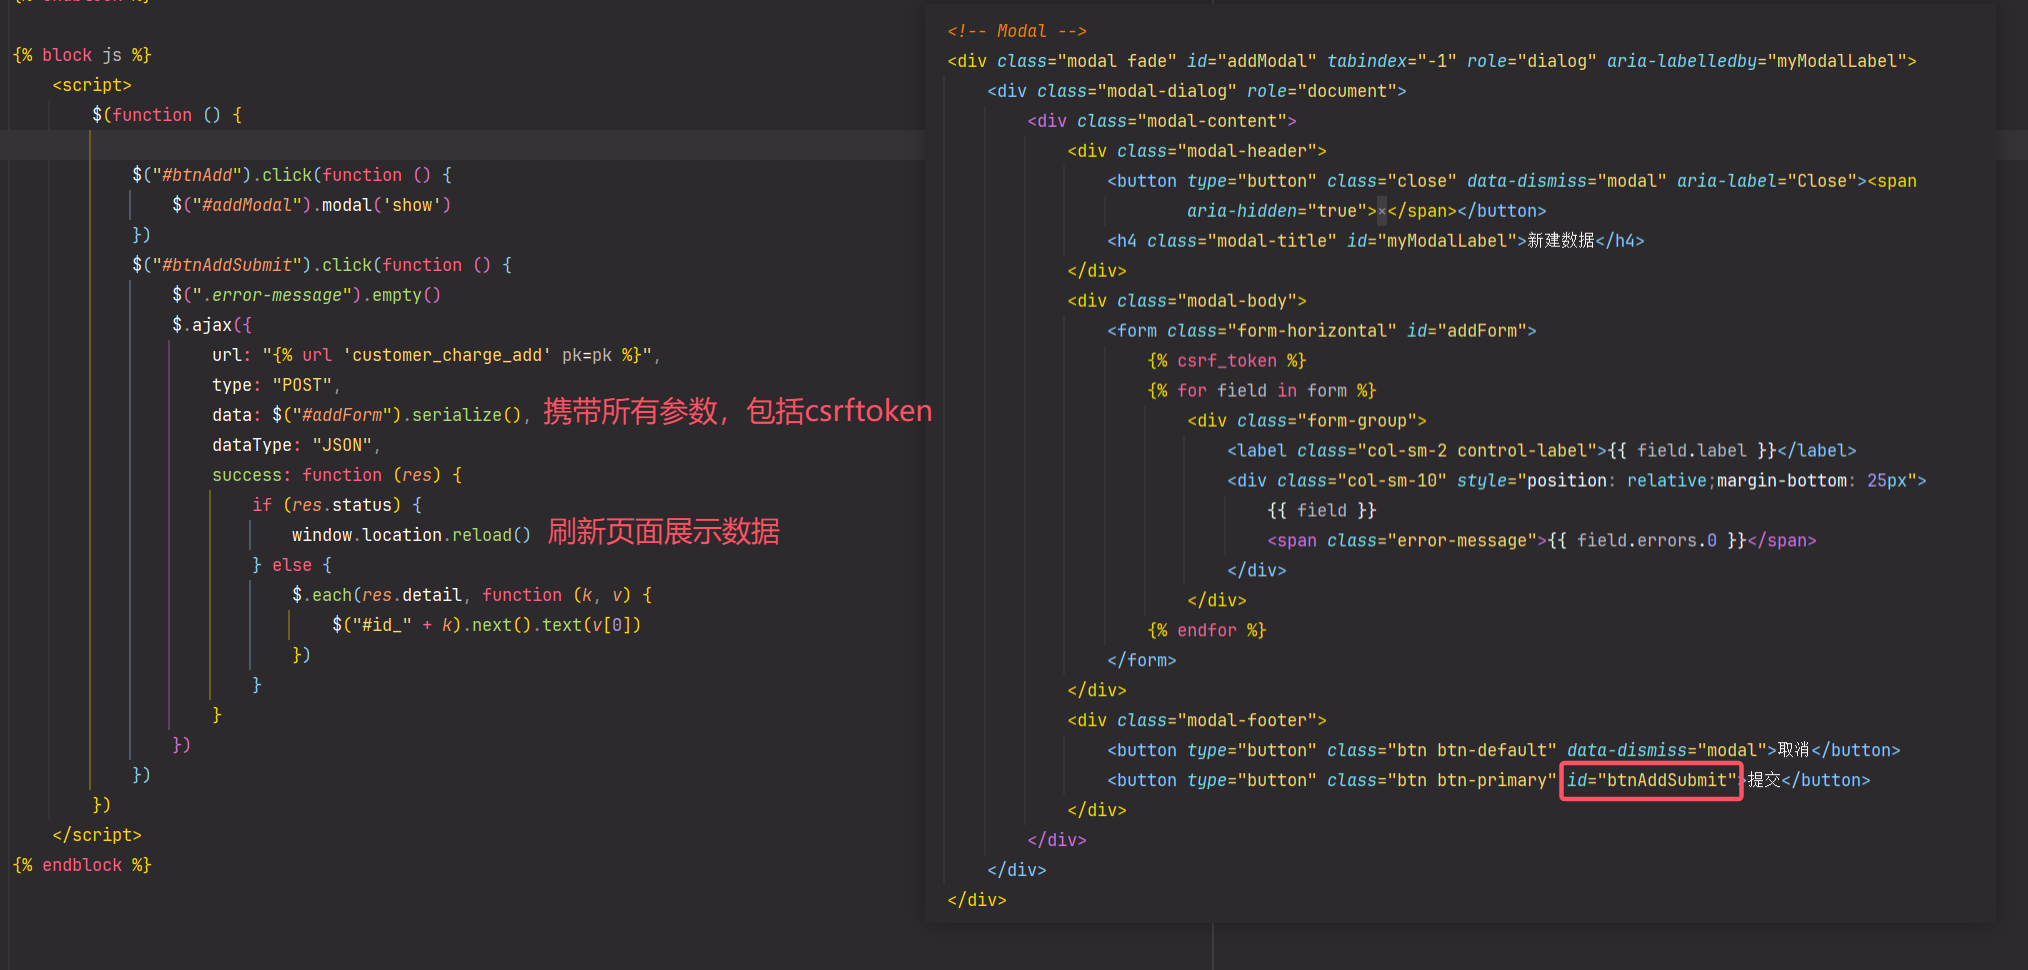 {% block js %}
<script>
$(function () {
$("#btnAdd").click(function () {
$("#addModal").modal('show')
})
$("#btnAddSubmit").click(function () {
$(".error-message").empty()
$.ajax({
url: "{% url 'customer_charge_add' pk=pk %}",
type: "POST",
data: $("#addForm").serialize(), 携带所有参数，包括csrftoken
dataType: "JSON",
success: function (res) {
if (res.status) {
window.location.reload() 刷新页面展示数据
} else {
$.each(res.detail, function (k, v) {
$("#id_" + k).next().text(v[0])
})
}
}
})
})
})
</script>
{% endblock %}
<!-- Modal -->
<div class="modal fade" id="addModal" tabindex="-1" role="dialog" aria-labelledby="myModalLabel">
<div class="modal-dialog" role="document">
<div class="modal-content">
<div class="modal-header">
<button type="button" class="close" data-dismiss="modal" aria-label="Close"><span
aria-hidden="true">×</span></button>
<h4 class="modal-title" id="myModalLabel">新建数据</h4>
</div>
<div class="modal-body">
<form class="form-horizontal" id="addForm">
{% csrf_token %}
{% for field in form %}
<div class="form-group">
<label class="col-sm-2 control-label">{{ field.label }}</label>
<div class="col-sm-10" style="position: relative;margin-bottom: 25px">
{{ field }}
<span class="error-message">{{ field.errors.0 }}</span>
</div>
</div>
{% endfor %}
</form>
</div>
<div class="modal-footer">
<button type="button" class="btn btn-default" data-dismiss="modal">取消</button>
<button type="button" class="btn btn-primary" id="btnAddSubmit">提交</button>
</div>
</div>
</div>
</div>